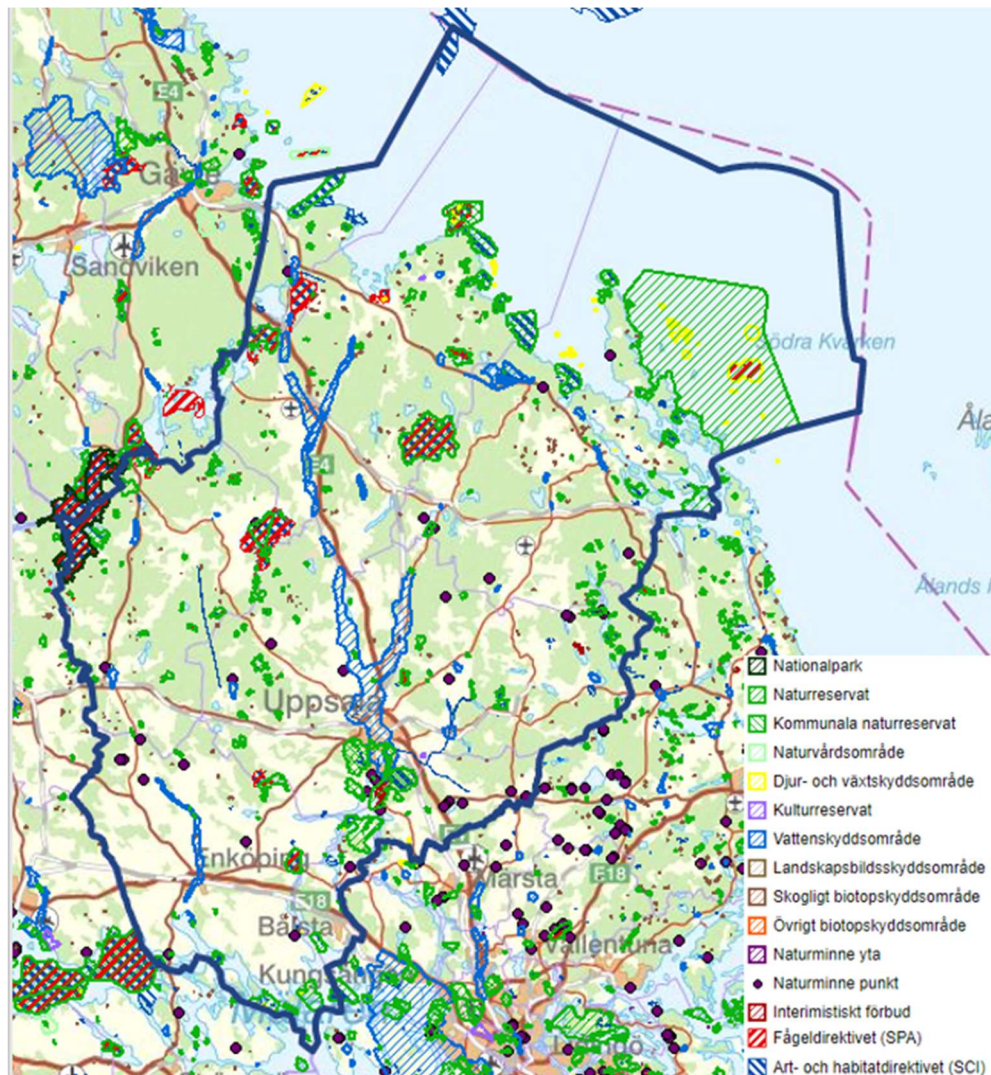 E4
Gävle
Sandviken
Södra Kvarken
E4
Uppsala
Enköping
E18
Märsta
E18
Bålsta
Vallentuna
Kungsängen
Nationalpark
Naturreservat
Kommunala naturreservat
Naturvårdsområde
Djur- och växtskyddsområde
Kulturreservat
Vattenskyddsområde
Landskapsbildsskyddsområde
Skogligt biotopskyddsområde
Övrigt biotopskyddsområde
Naturminne yta
Naturminne punkt
Interimistiskt förbud
Fågeldirektivet (SPA)
Art- och habitatdirektivet (SCI)